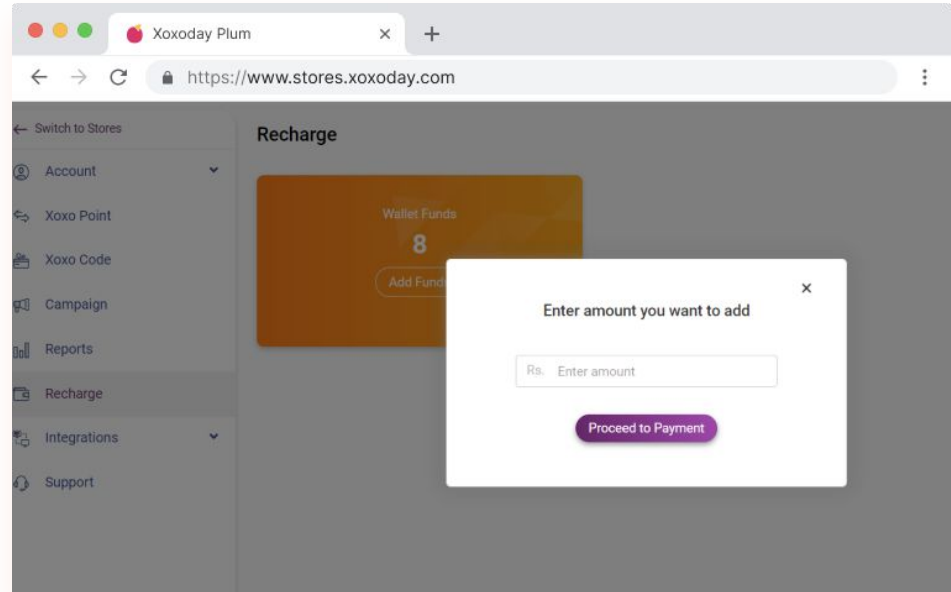 Xoxoday Plum
https://www.stores.xoxoday.com
Switch to Stores
Account
Xoxo Point
Xoxo Code
Campaign
Reports
Recharge
Integrations
Support
Recharge
Wallet Funds
8
Add Fund
Enter amount you want to add
Rs. Enter amount
Proceed to Payment